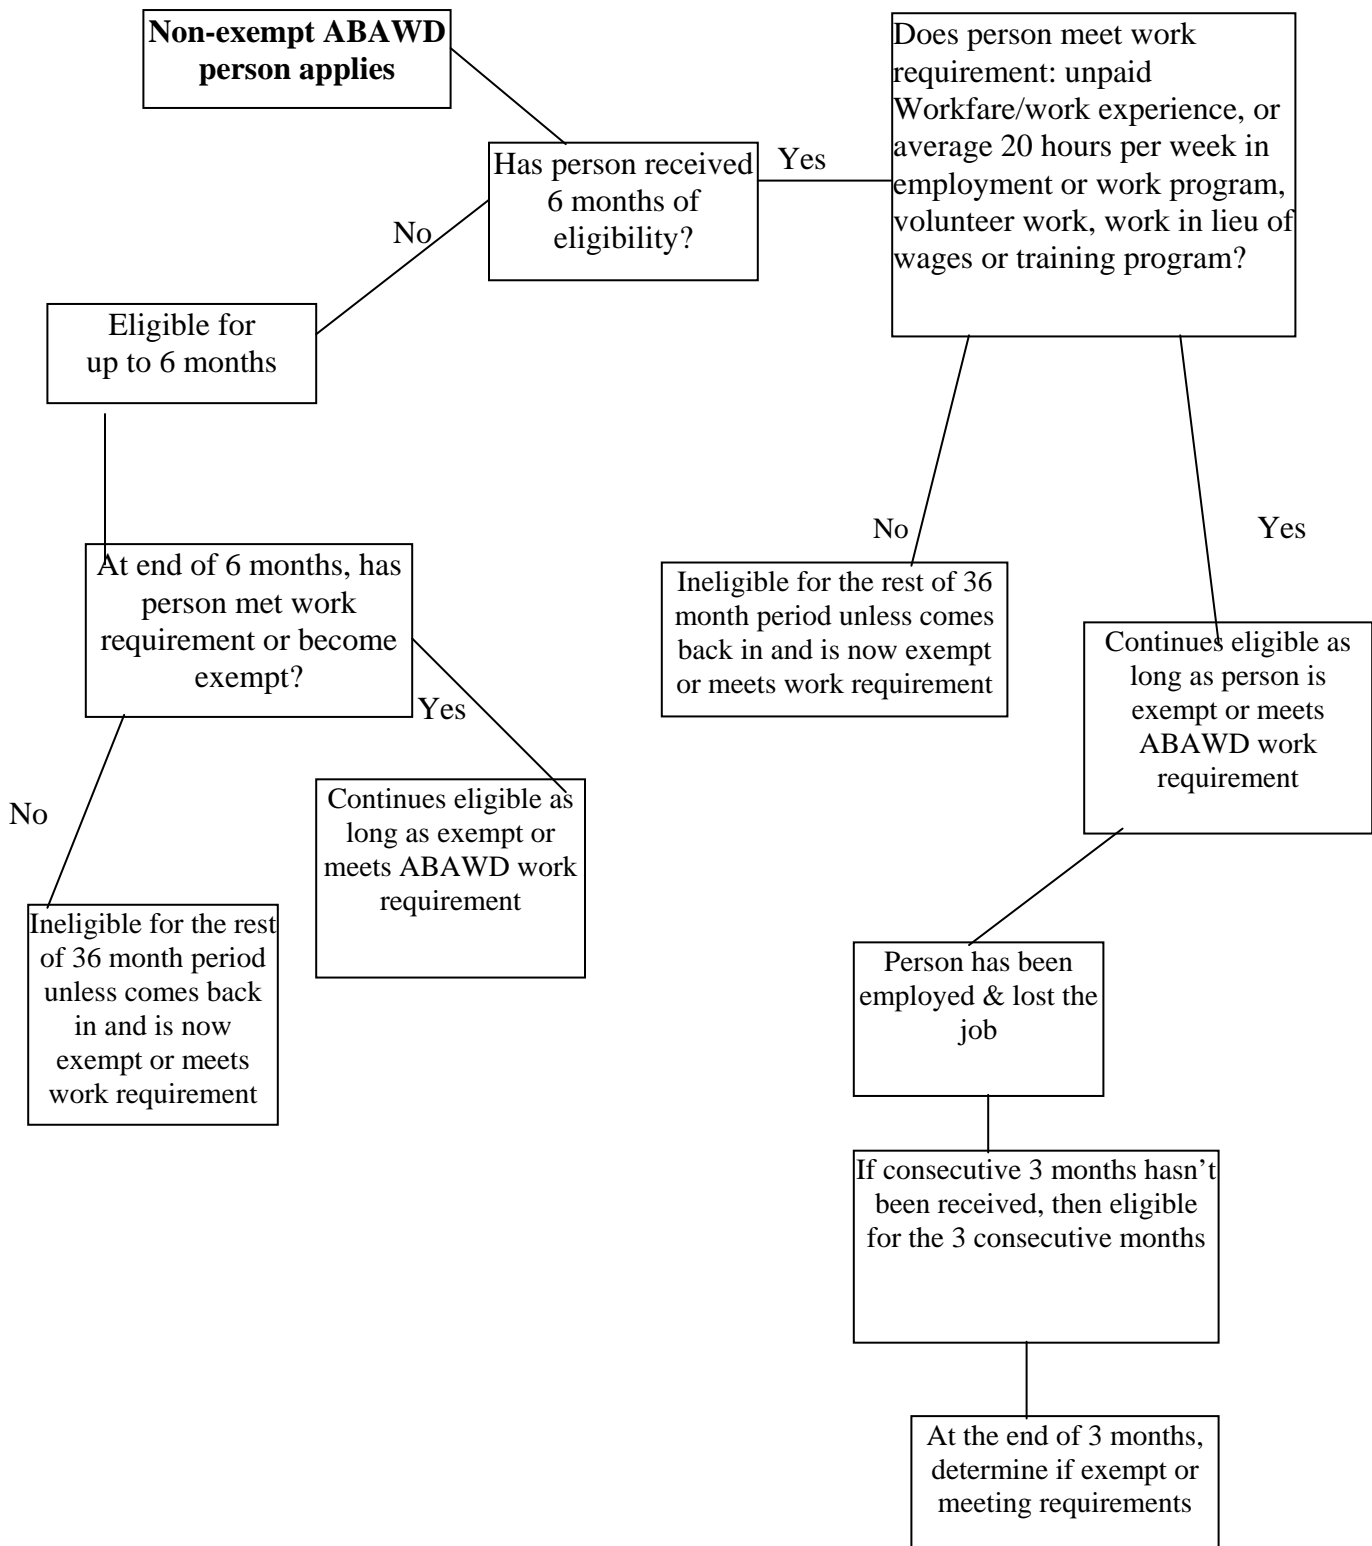 Non-exempt ABAWD
person applies
Has person received
6 months of
eligibility?
Yes
Does person meet work
requirement: unpaid
Workfare/work experience, or
average 20 hours per week in
employment or work program,
volunteer work, work in lieu of
wages or training program?
No
Eligible for
up to 6 months
At end of 6 months, has
person met work
requirement or become
exempt?
Yes
Continues eligible as
long as exempt or
meets ABAWD work
requirement
No
Ineligible for the rest
of 36 month period
unless comes back
in and is now
exempt or meets
work requirement
No
Ineligible for the rest of 36
month period unless comes
back in and is now exempt
or meets work requirement
Yes
Continues eligible as
long as person is
exempt or meets
ABAWD work
requirement
Person has been
employed & lost the
job
If consecutive 3 months hasn’t
been received, then eligible
for the 3 consecutive months
At the end of 3 months,
determine if exempt or
meeting requirements